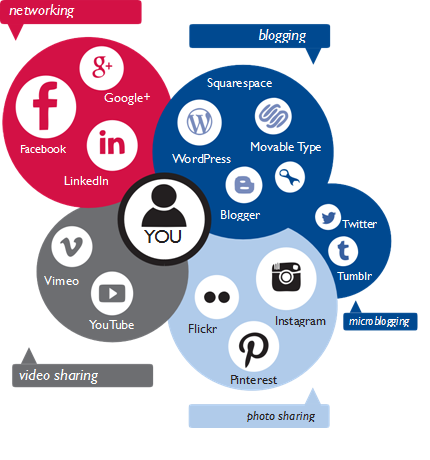 networking
blogging
g+
Google+
Squarespace
f
Facebook
in
LinkedIn
WordPress
Movable Type
Blogger
YOU
Twitter
t
Tumblr
Vimeo
YouTube
Flickr
Instagram
Pinterest
microblogging
video sharing
photo sharing